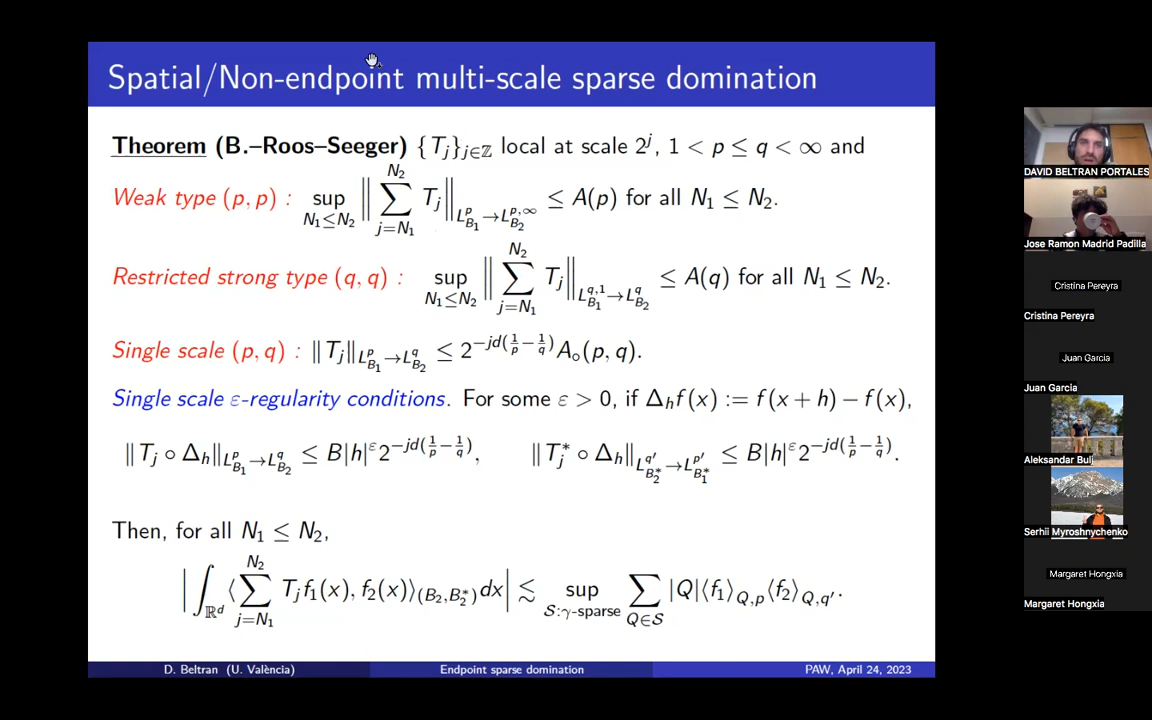 Spatial/Non-endpoint multi-scale sparse domination
Theorem (B.–Roos–Seeger) {T_j}_{j∈ℤ} local at scale 2^j, 1 < p ≤ q < ∞ and
Weak type (p, p) : sup_{N_1≤N_2} ‖∑_{j=N_1}^{N_2} T_j‖_{L^p_{B_1}→L^{p,∞}_{B_2}} ≤ A(p) for all N_1 ≤ N_2.
Restricted strong type (q, q) : sup_{N_1≤N_2} ‖∑_{j=N_1}^{N_2} T_j‖_{L^{q,1}_{B_1}→L^q_{B_2}} ≤ A(q) for all N_1 ≤ N_2.
Single scale (p, q) : ‖T_j‖_{L^p_{B_1}→L^q_{B_2}} ≤ 2^{-jd(1/p−1/q)} A_∘(p, q).
Single scale ε-regularity conditions. For some ε > 0, if Δ_h f(x) := f(x + h) − f(x),
‖T_j ∘ Δ_h‖_{L^p_{B_1}→L^q_{B_2}} ≤ B|h|^ε 2^{-jd(1/p−1/q)}, ‖T_j^* ∘ Δ_h‖_{L^{q'}_{B_2^*}→L^{p'}_{B_1^*}} ≤ B|h|^ε 2^{-jd(1/p−1/q)}.
Then, for all N_1 ≤ N_2,
|∫_{ℝ^d} ⟨∑_{j=N_1}^{N_2} T_j f_1(x), f_2(x)⟩_{(B_2,B_2^*)} dx| ≲ sup_{𝒮:γ−sparse} ∑_{Q∈𝒮} |Q|⟨f_1⟩_{Q,p}⟨f_2⟩_{Q,q'}.
D. Beltran (U. València)
Endpoint sparse domination
PAW, April 24, 2023
DAVID BELTRAN PORTALES
Jose Ramon Madrid Padilla
Cristina Pereyra
Cristina Pereyra
Juan Garcia
Juan Garcia
Aleksandar Bulj
Serhii Myroshnychenko
Margaret Hongxia
Margaret Hongxia